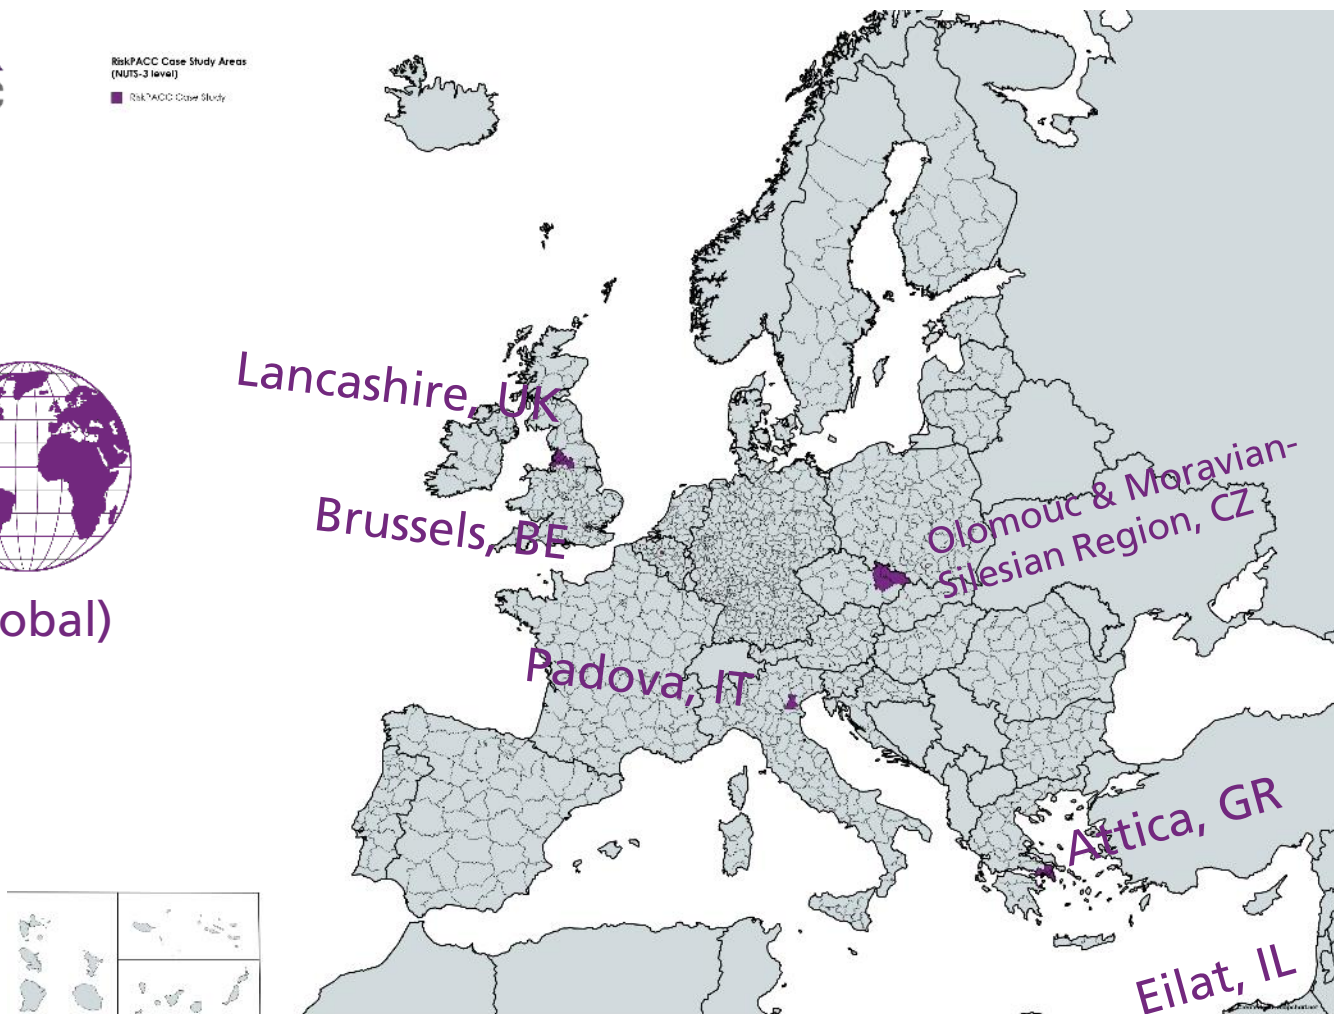 RiskPACC Case Study Areas
(NUTS-3 level)
RiskPACC Case Study
Lancashire, UK
Brussels, BE
Olomouc & Moravian-
Silesian Region, CZ
obal)
Padova, IT
Attica, GR
Eilat, IL